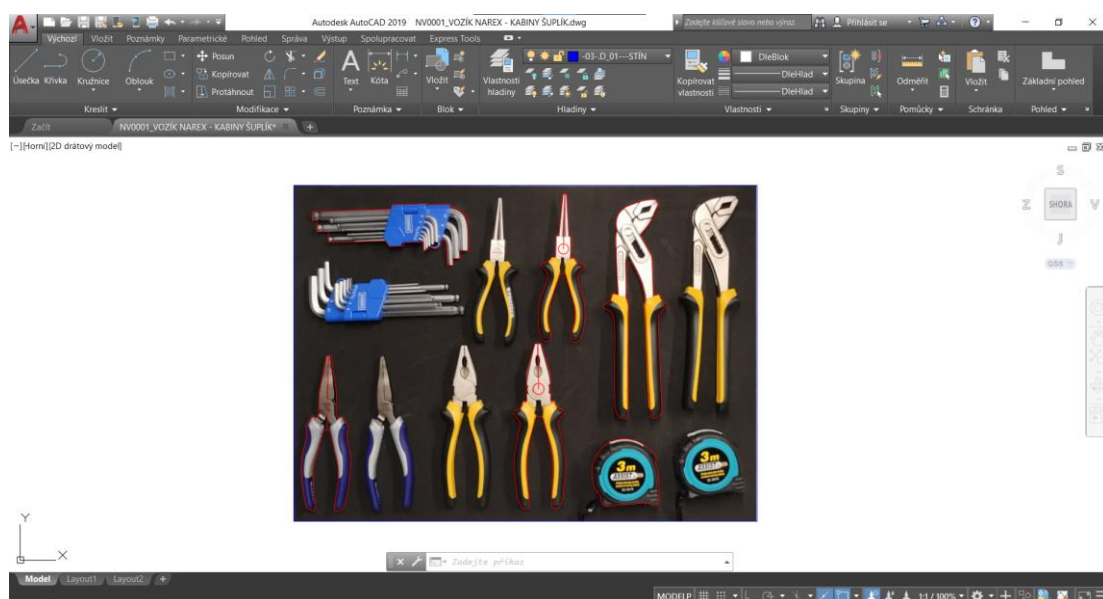 Autodesk AutoCAD 2019 NV0001_VOZÍK NAREX - KABINY ŠUPLÍK.dwg
Zadejte klíčové slovo nebo výraz.
Přihlásit se
Výchozí Vložit Poznámky Parametrické Pohled Správa Výstup Spolupracovat Express Tools
Úsečka Křivka Kružnice Oblouk
Posun
Kopírovat
Protáhnout
Text Kóta
Vložit
Vlastnosti hladiny
-03-D_01---STÍN
Kopírovat vlastnosti
DleBlok
DleHlad
DleHlad
Skupina
Odměřit
Vložit
Základní pohled
Kreslit Modifikace Poznámka Blok Hladiny Vlastnosti Skupiny Pomůcky Schránka Pohled
Začít NV0001_VOZÍK NAREX - KABINY ŠUPLÍK*
[−][Horní][2D drátový model]
S
Z SHORA V
J
GSS
3m
ASSIST
3m
ASSIST
Y
X
Zadejte příkaz
Model Layout1 Layout2 +
MODELP 1:1 / 100%